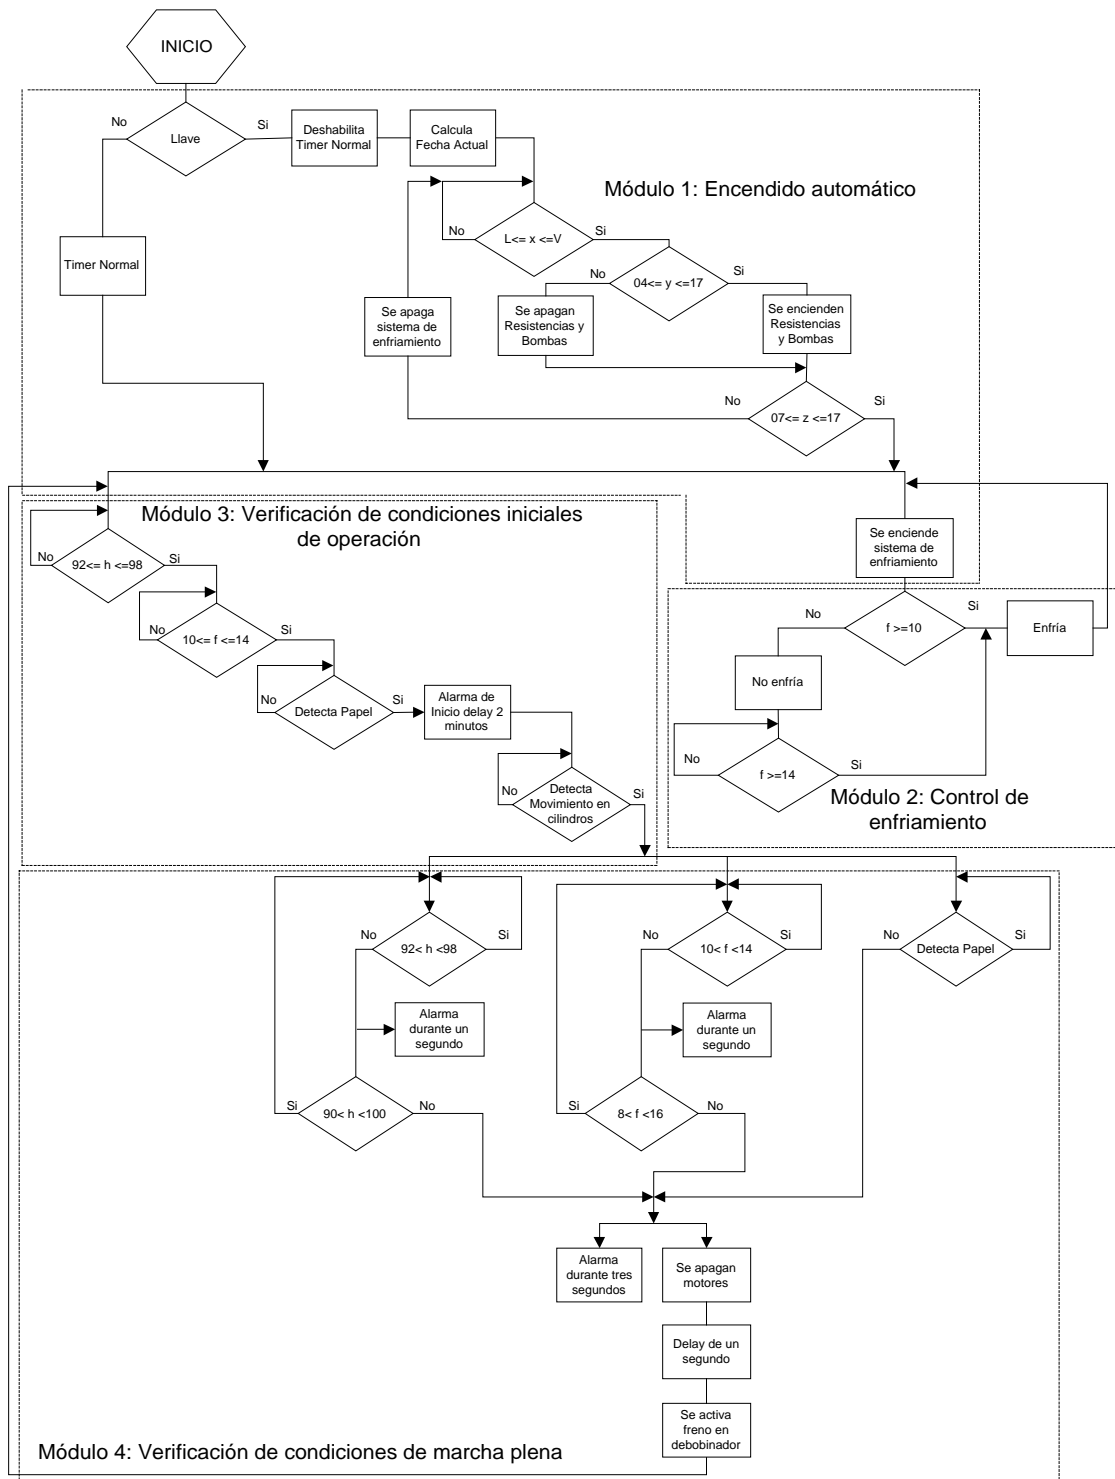 INICIO
No
Llave
Si
Deshabilita
Timer Normal
Calcula
Fecha Actual
Módulo 1: Encendido automático
Timer Normal
No
L<= x <=V
Si
No
04<= y <=17
Si
Se apaga
sistema de
enfriamiento
Se apagan
Resistencias y
Bombas
Se encienden
Resistencias
y Bombas
No
07<= z <=17
Si
Módulo 3: Verificación de condiciones iniciales
de operación
No
92<= h <=98
Si
Se enciende
sistema de
enfriamiento
No
10<= f <=14
Si
No
f >=10
Si
Enfría
No
Detecta Papel
Si
Alarma de
Inicio delay 2
minutos
No enfría
No
f >=14
Si
No
Detecta
Movimiento en
cilindros
Si
Módulo 2: Control de
enfriamiento
No
92< h <98
Si
No
10< f <14
Si
No
Detecta Papel
Si
Alarma
durante un
segundo
Alarma
durante un
segundo
Si
90< h <100
No
Si
8< f <16
No
Alarma
durante tres
segundos
Se apagan
motores
Delay de un
segundo
Se activa
freno en
debobinador
Módulo 4: Verificación de condiciones de marcha plena